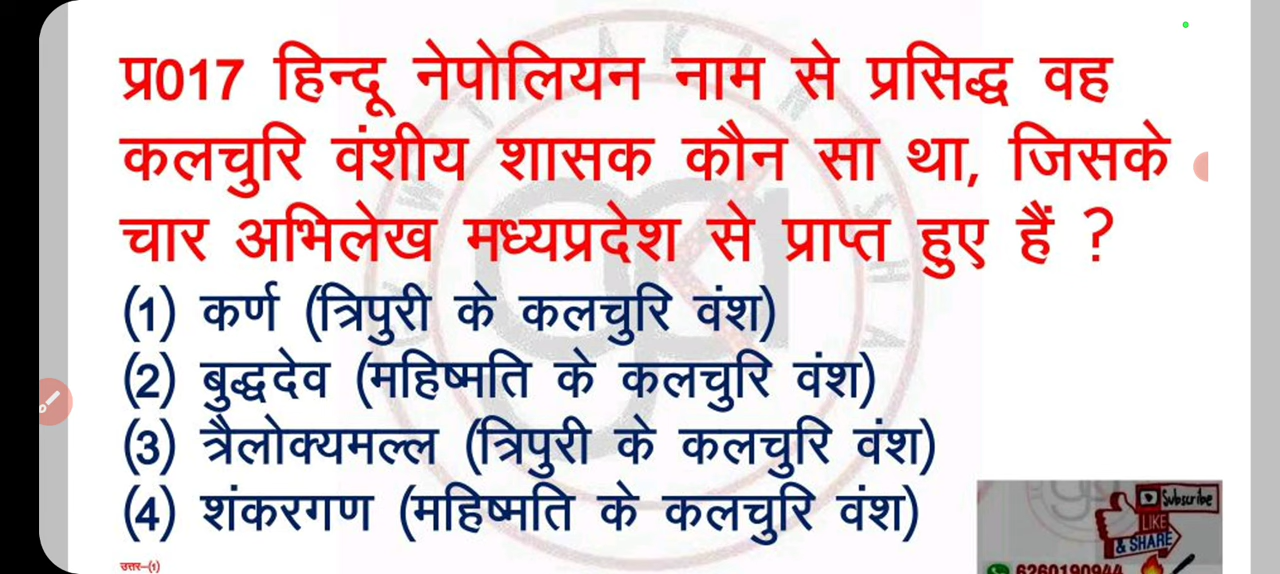 प्र017 हिन्दू नेपोलियन नाम से प्रसिद्ध वह
कलचुरि वंशीय शासक कौन सा था, जिसके
चार अभिलेख मध्यप्रदेश से प्राप्त हुए हैं ?
(1) कर्ण (त्रिपुरी के कलचुरि वंश)
(2) बुद्धदेव (महिष्मति के कलचुरि वंश)
(3) त्रैलोक्यमल्ल (त्रिपुरी के कलचुरि वंश)
(4) शंकरगण (महिष्मति के कलचुरि वंश)
उत्तर–(1)
Subscribe
LIKE
& SHARE
6260190944